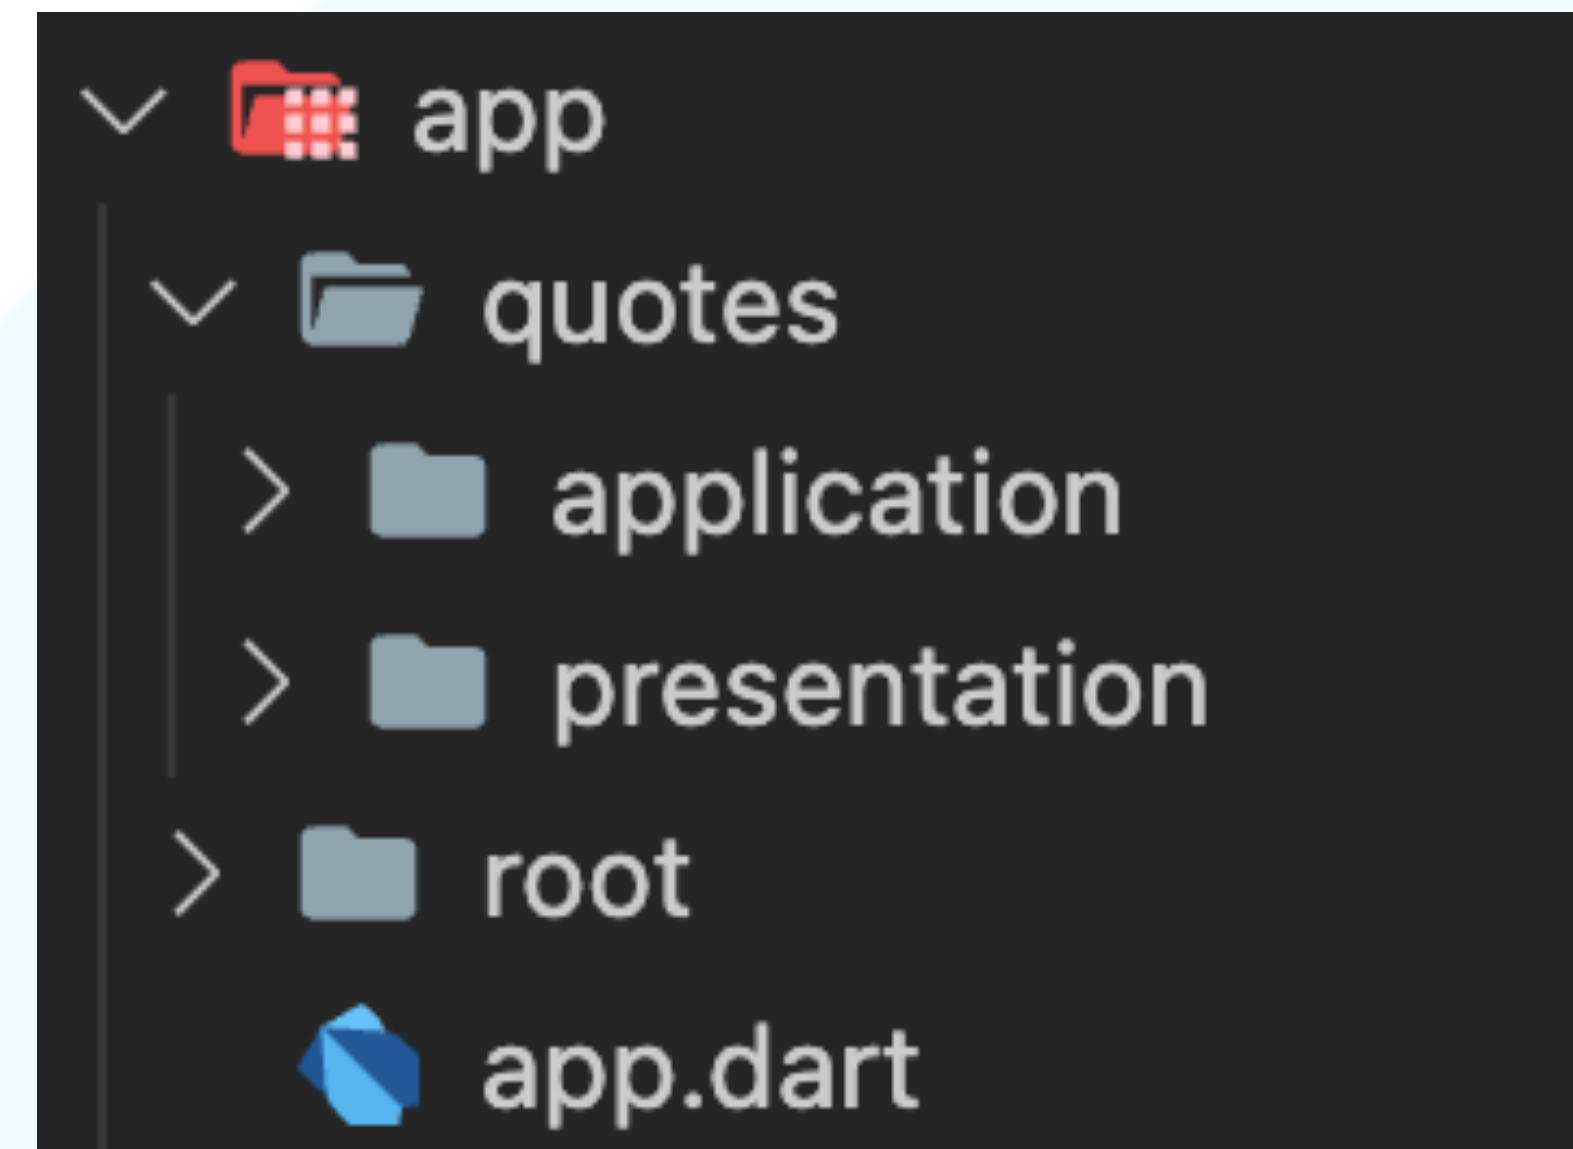 app
quotes
application
presentation
root
app.dart